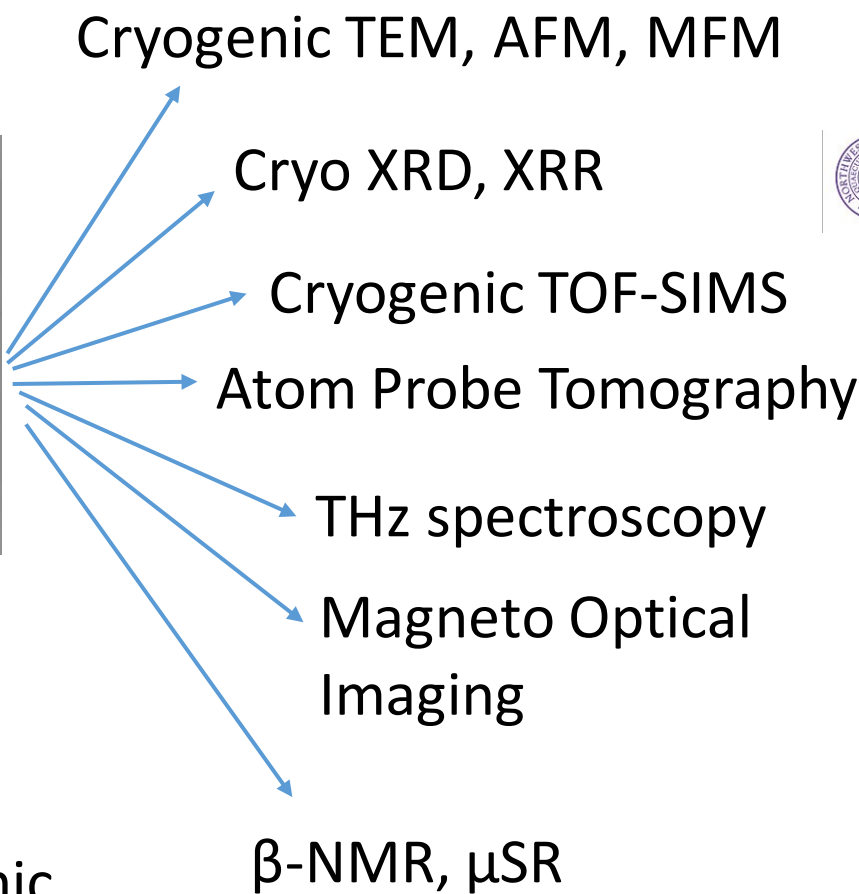 Cryogenic TEM, AFM, MFM
Cryo XRD, XRR
Cryogenic TOF-SIMS
Atom Probe Tomography
THz spectroscopy
Magneto Optical
Imaging
β-NMR, μSR